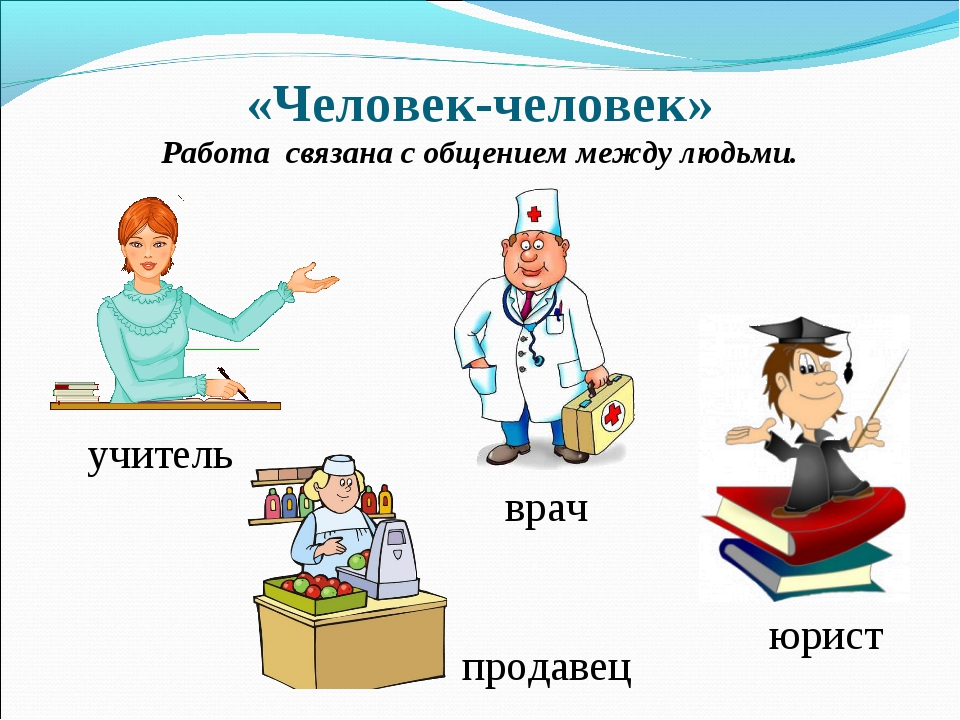 «Человек-человек»
Работа связана с общением между людьми.
учитель
врач
юрист
продавец